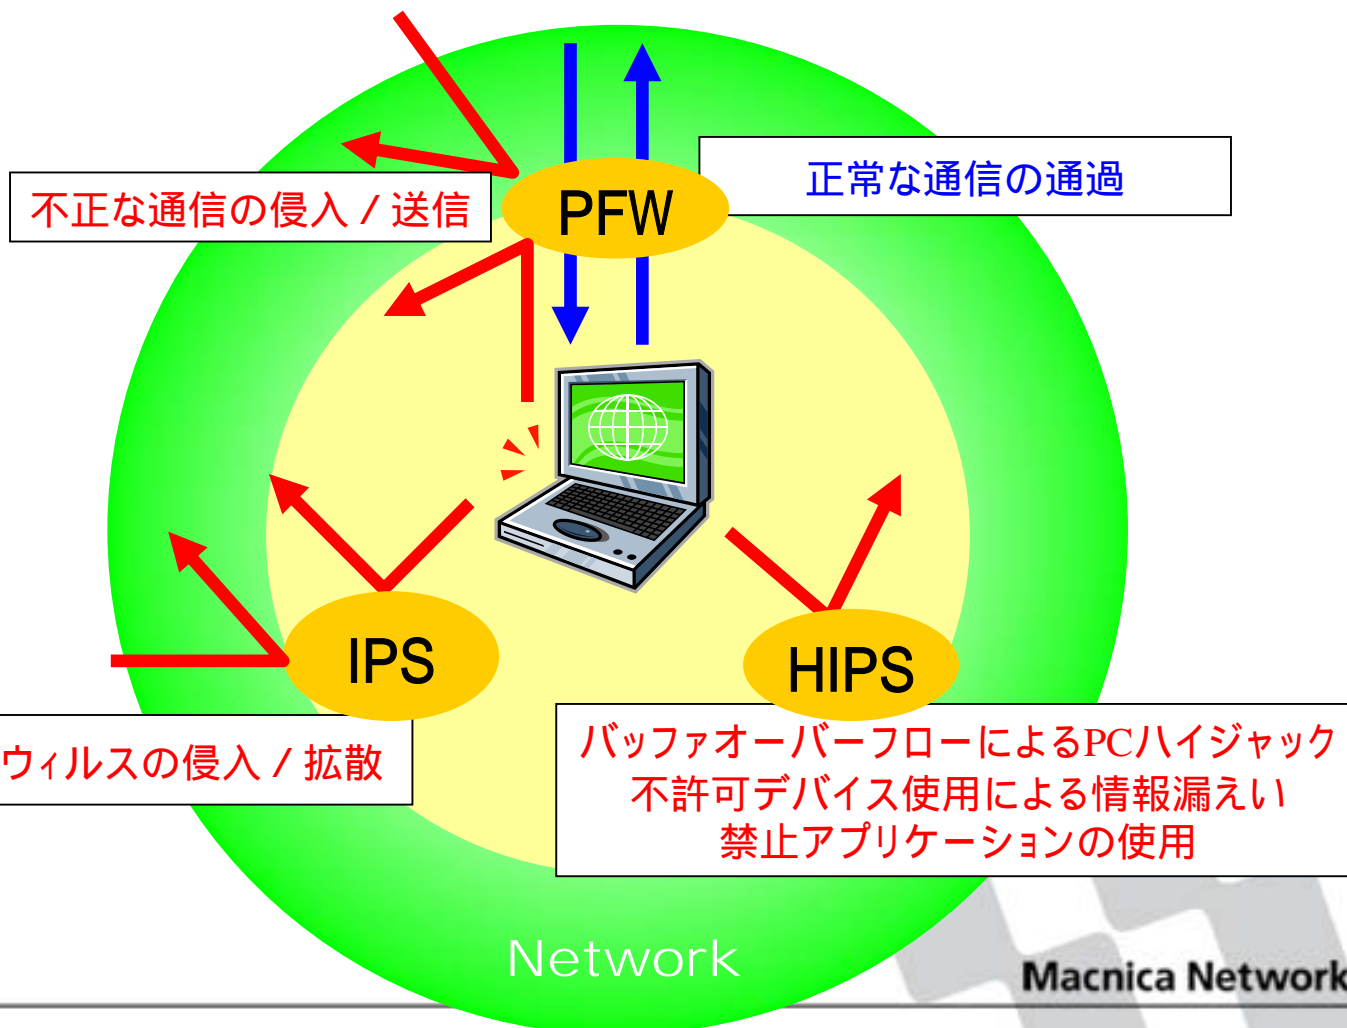 正常な通信の通過
不正な通信の侵入 / 送信
PFW
IPS
HIPS
ウィルスの侵入 / 拡散
バッファオーバーフローによるPCハイジャック
不許可デバイス使用による情報漏えい
禁止アプリケーションの使用
Network
Macnica Network